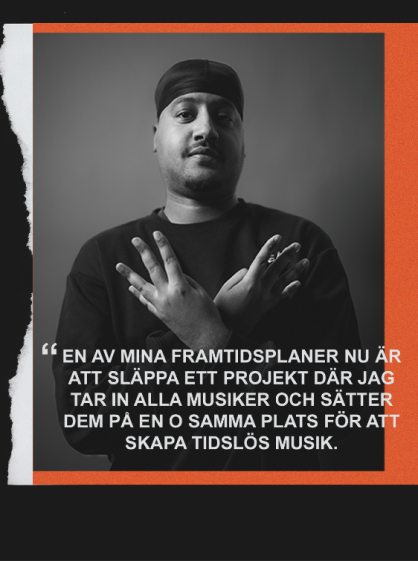 “ EN AV MINA FRAMTIDSPLANER NU ÄR
ATT SLÄPPA ETT PROJEKT DÄR JAG
TAR IN ALLA MUSIKER OCH SÄTTER
DEM PÅ EN O SAMMA PLATS FÖR ATT
SKAPA TIDSLÖS MUSIK.